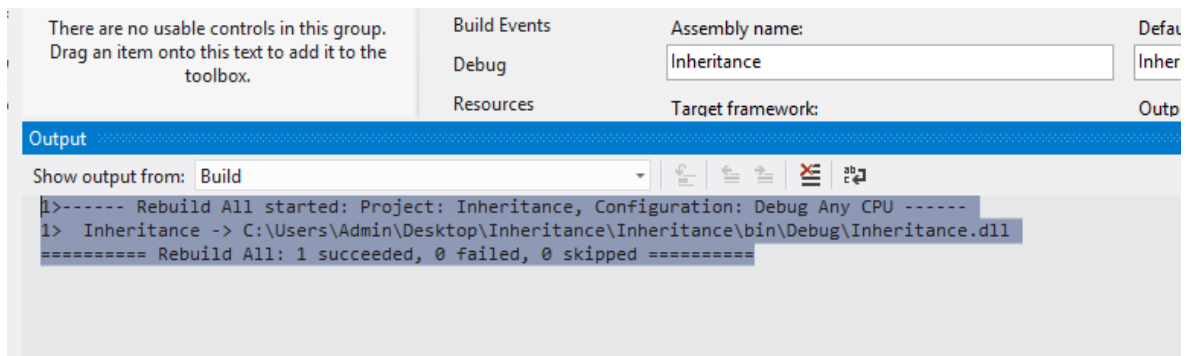 There are no usable controls in this group.
Drag an item onto this text to add it to the
toolbox.
Build Events
Debug
Resources
Assembly name:
Inheritance
Target framework:
Defau
Inher
Outp
Output
Show output from: Build
1>------ Rebuild All started: Project: Inheritance, Configuration: Debug Any CPU ------
1>  Inheritance -> C:\Users\Admin\Desktop\Inheritance\Inheritance\bin\Debug\Inheritance.dll
========== Rebuild All: 1 succeeded, 0 failed, 0 skipped ==========